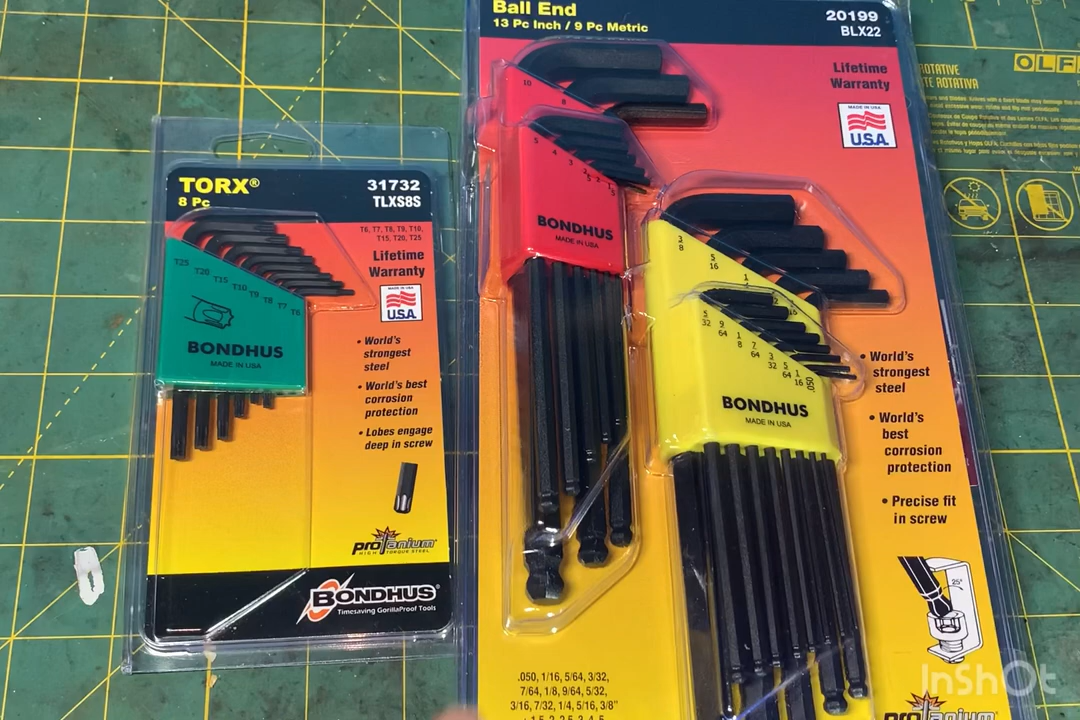 TORX®
8 Pc
31732
TLXS8S
T6, T7, T8, T9, T10,
T15, T20, T25
Lifetime
Warranty
MADE IN USA
U.S.A.
T25
T20
T15
T10
T9
T8
T7
T6
BONDHUS
MADE IN USA
• World's
strongest
steel
• World's best
corrosion
protection
• Lobes engage
deep in screw
proTanium®
HIGH TORQUE STEEL
BONDHUS®
Timesaving GorillaProof Tools
Ball End
13 Pc Inch / 9 Pc Metric
20199
BLX22
Lifetime
Warranty
MADE IN USA
U.S.A.
10
8
5
4
3
2.5
2
1.5
BONDHUS
MADE IN USA
3/8
5/16
5/32
9/64
1/8
7/64
3/32
5/64
1/16
.050
BONDHUS
MADE IN USA
• World's
strongest
steel
• World's
best
corrosion
protection
• Precise fit
in screw
25°
.050, 1/16, 5/64, 3/32,
7/64, 1/8, 9/64, 5/32,
3/16, 7/32, 1/4, 5/16, 3/8"
proTanium
OLF
ROTATIVE
InShOt